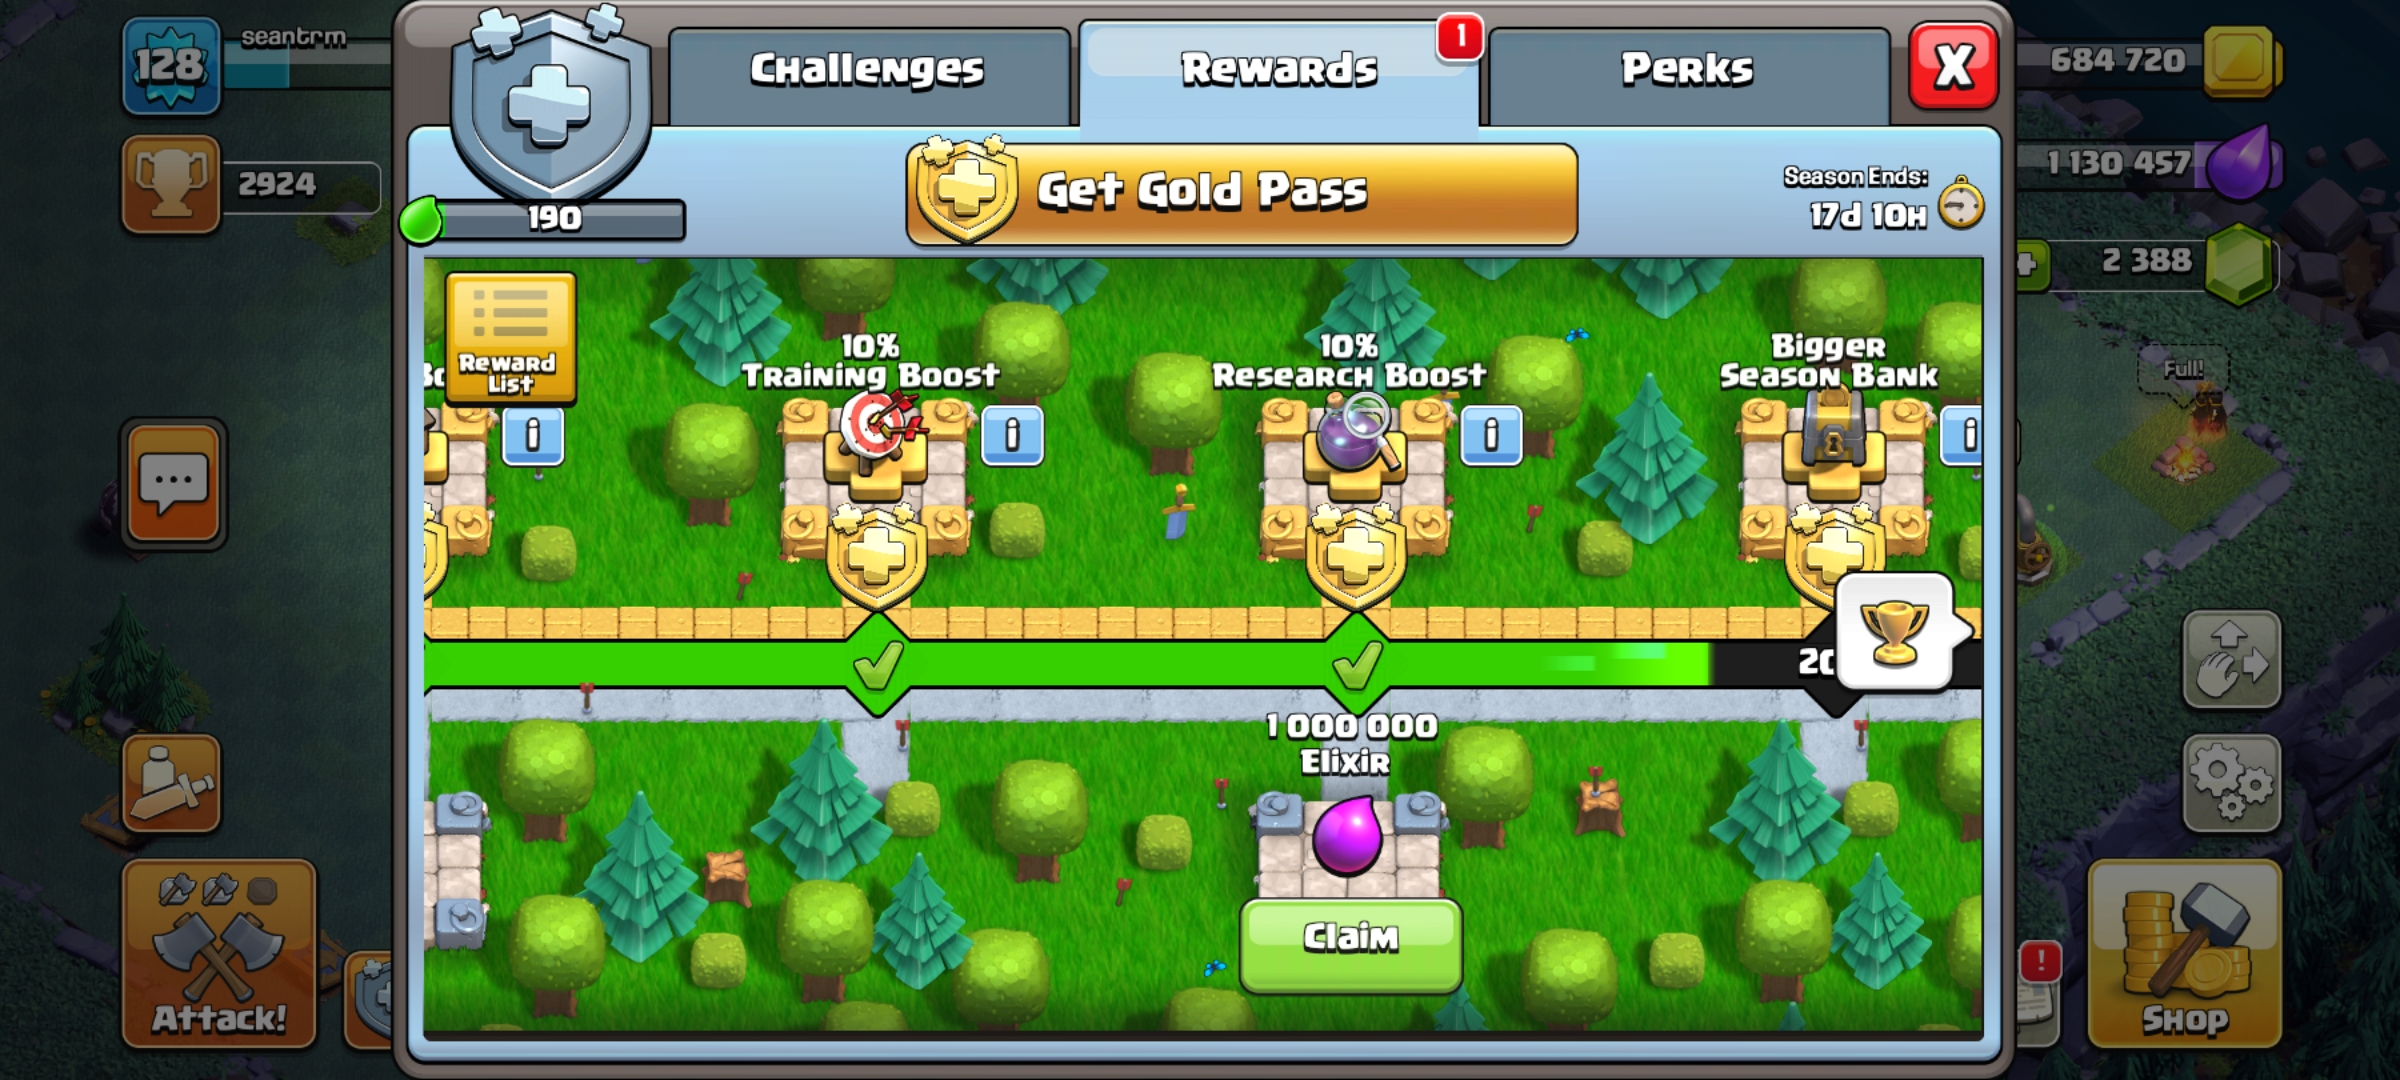 128
seantrm
2924
Challenges
Rewards
1
Perks
X
684 720
1 130 457
2 388
Get Gold Pass
Season Ends:
17d 10h
190
Reward
List
10%
Training Boost
10%
Research Boost
Bigger
Season Bank
i
i
i
i
Full!
1 000 000
Elixir
Claim
Attack!
!
Shop